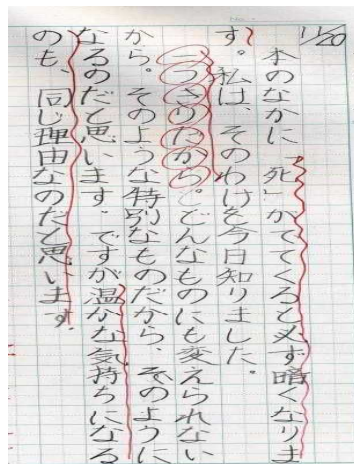 11/20
本のなかに「死」がでてくると必ず暗くなりま
す。私は、そのわけを今日知りました。
一つきりだから。どんなものにも変えられない
から。そのような特別なものだから、そのように
なるのだと思います。ですが温かな気持ちになる
のも、同じ理由なのだと思います。